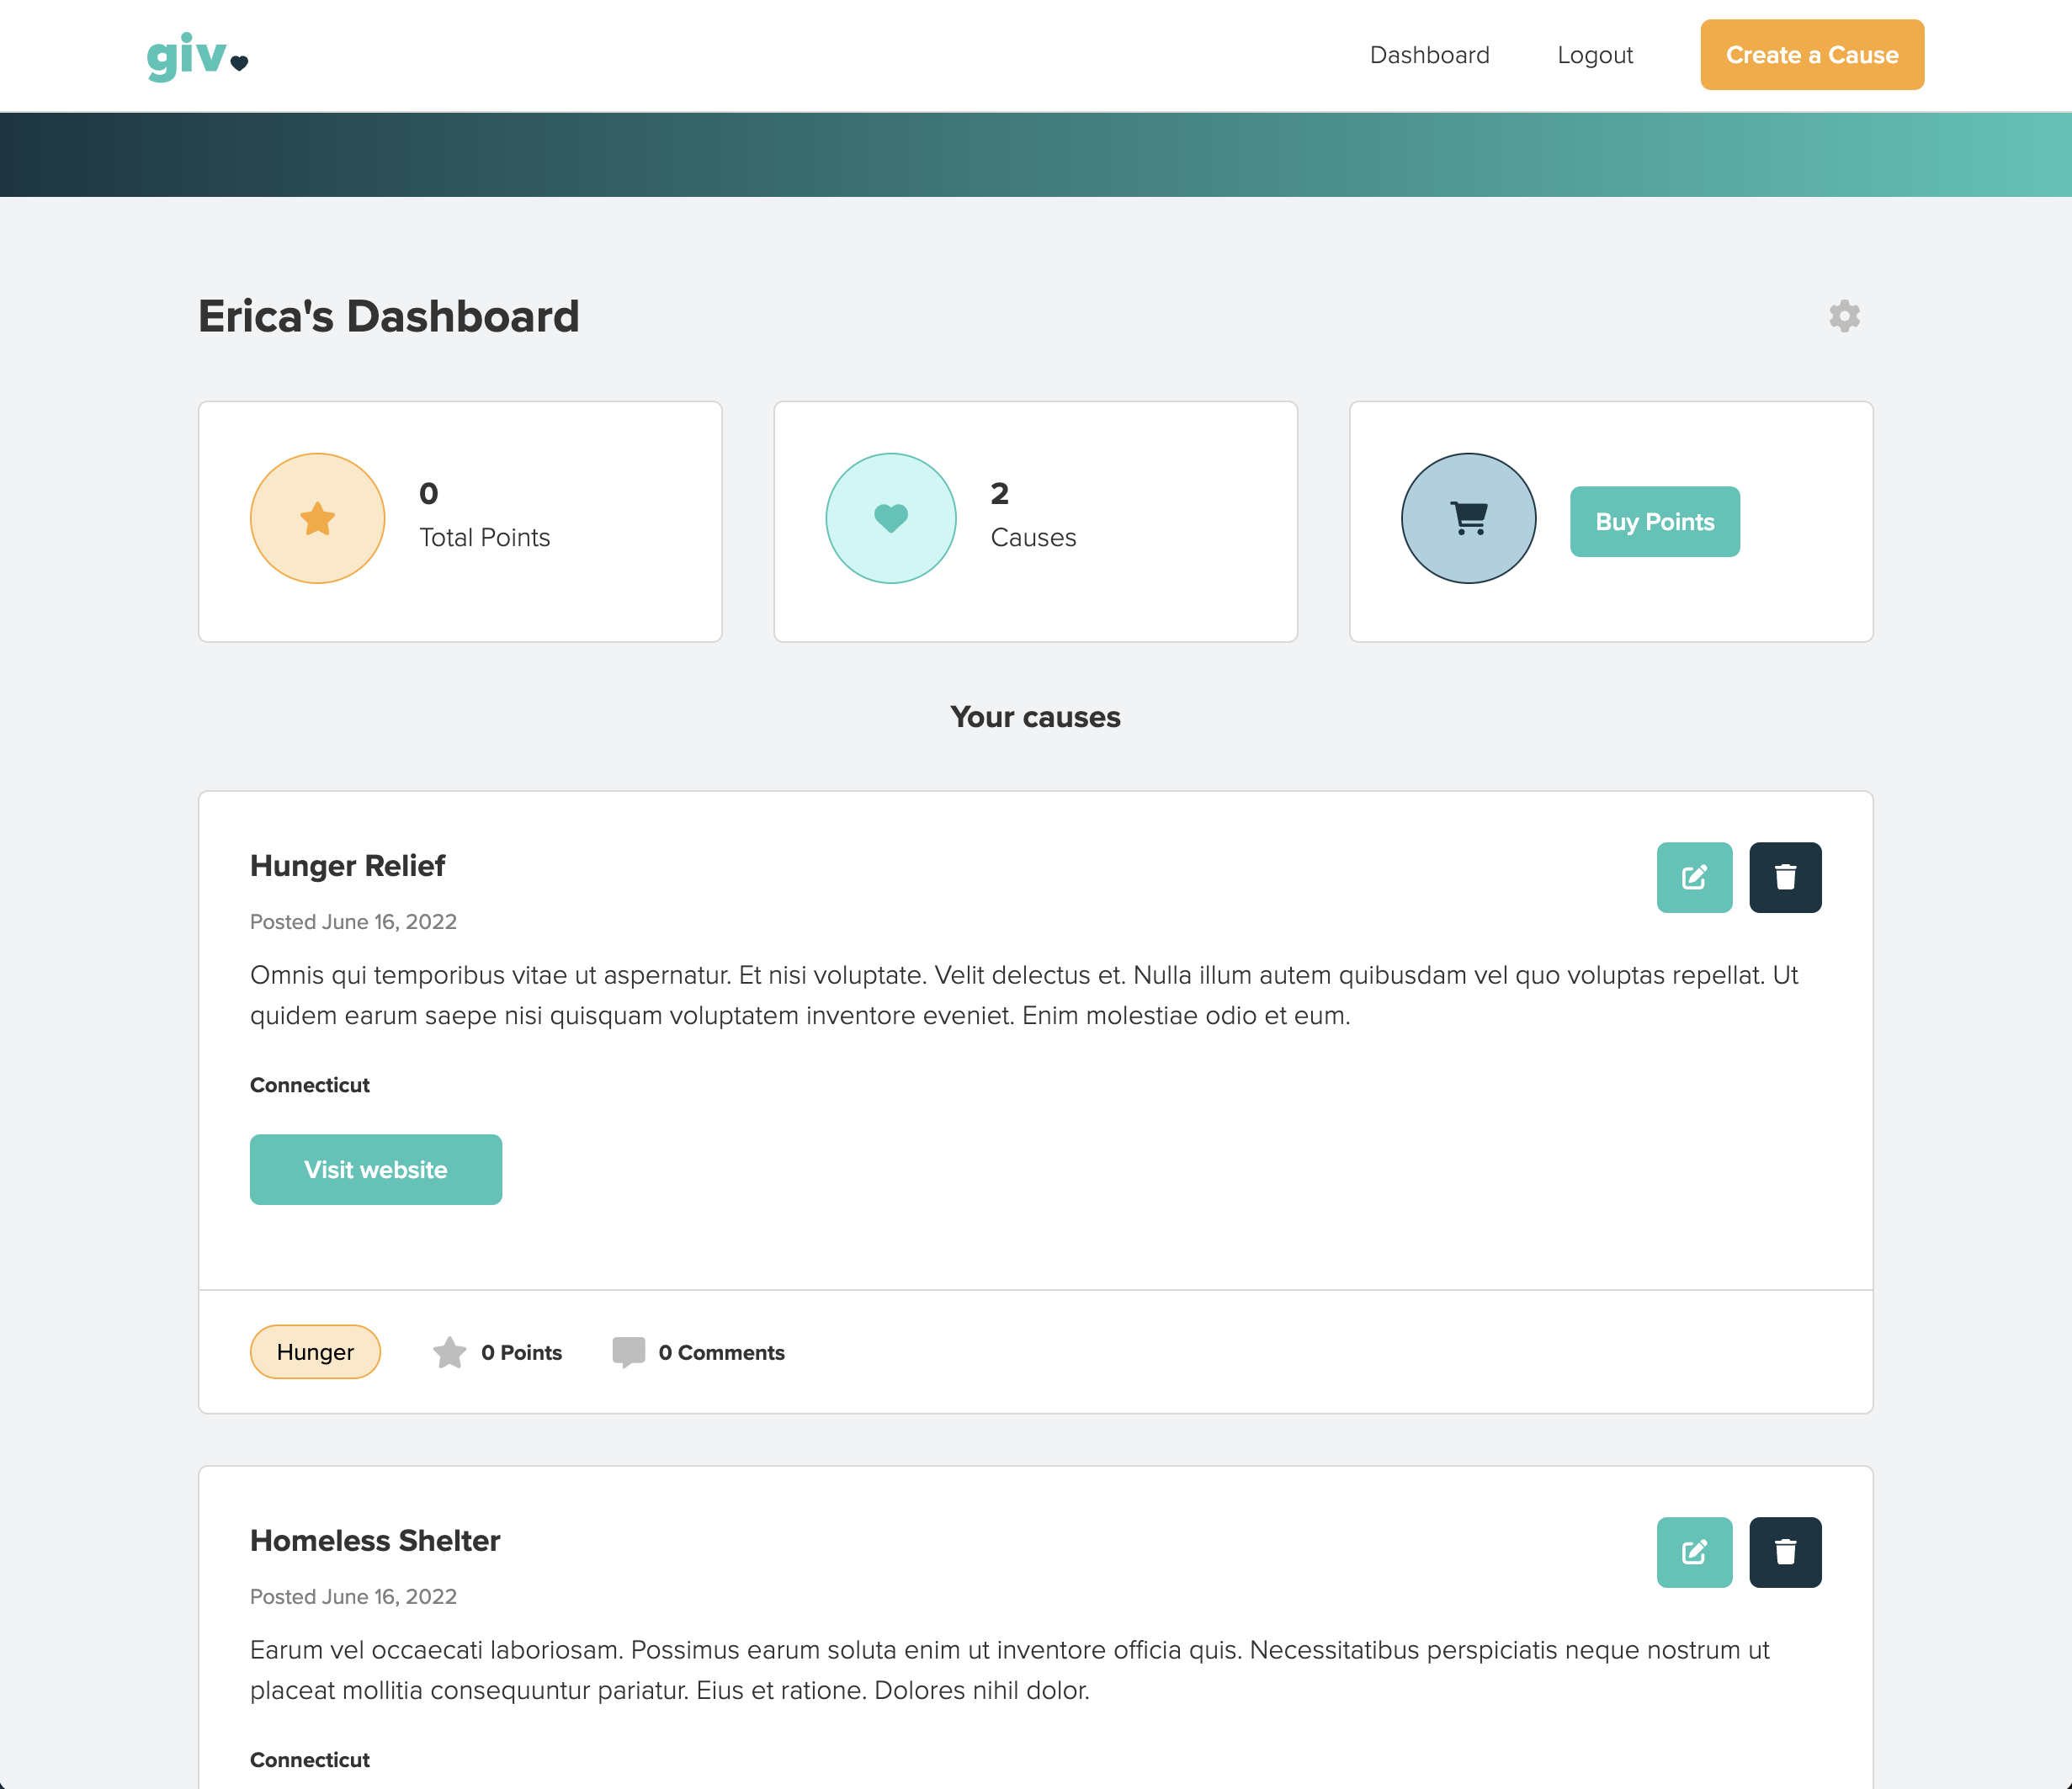 giv
Dashboard
Logout
Create a Cause
Erica's Dashboard
0
Total Points
2
Causes
Buy Points
Your causes
Hunger Relief
Posted June 16, 2022
Omnis qui temporibus vitae ut aspernatur. Et nisi voluptate. Velit delectus et. Nulla illum autem quibusdam vel quo voluptas repellat. Ut
quidem earum saepe nisi quisquam voluptatem inventore eveniet. Enim molestiae odio et eum.
Connecticut
Visit website
Hunger
0 Points
0 Comments
Homeless Shelter
Posted June 16, 2022
Earum vel occaecati laboriosam. Possimus earum soluta enim ut inventore officia quis. Necessitatibus perspiciatis neque nostrum ut
placeat mollitia consequuntur pariatur. Eius et ratione. Dolores nihil dolor.
Connecticut